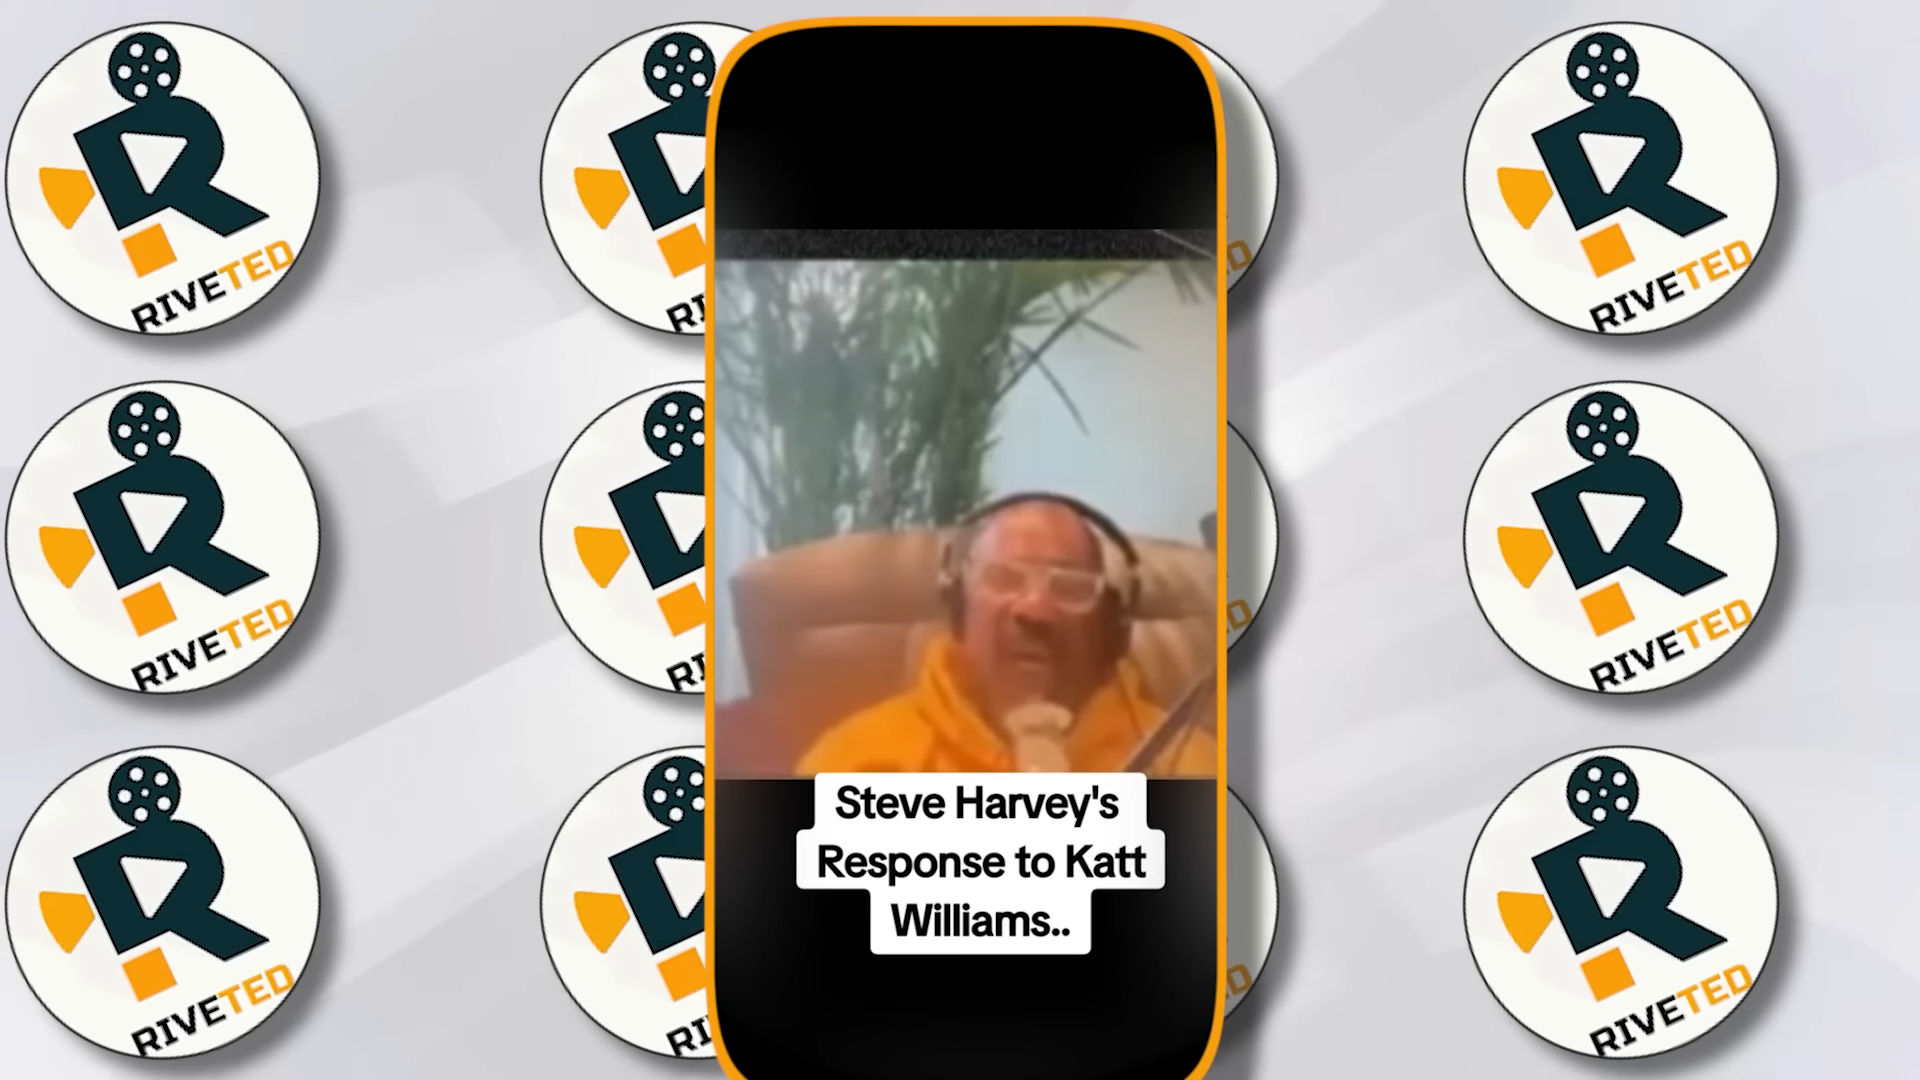 RIVETED
RIVETED
RIVETED
RIVETED
RIVETED
RIVETED
Steve Harvey's
Response to Katt
Williams..